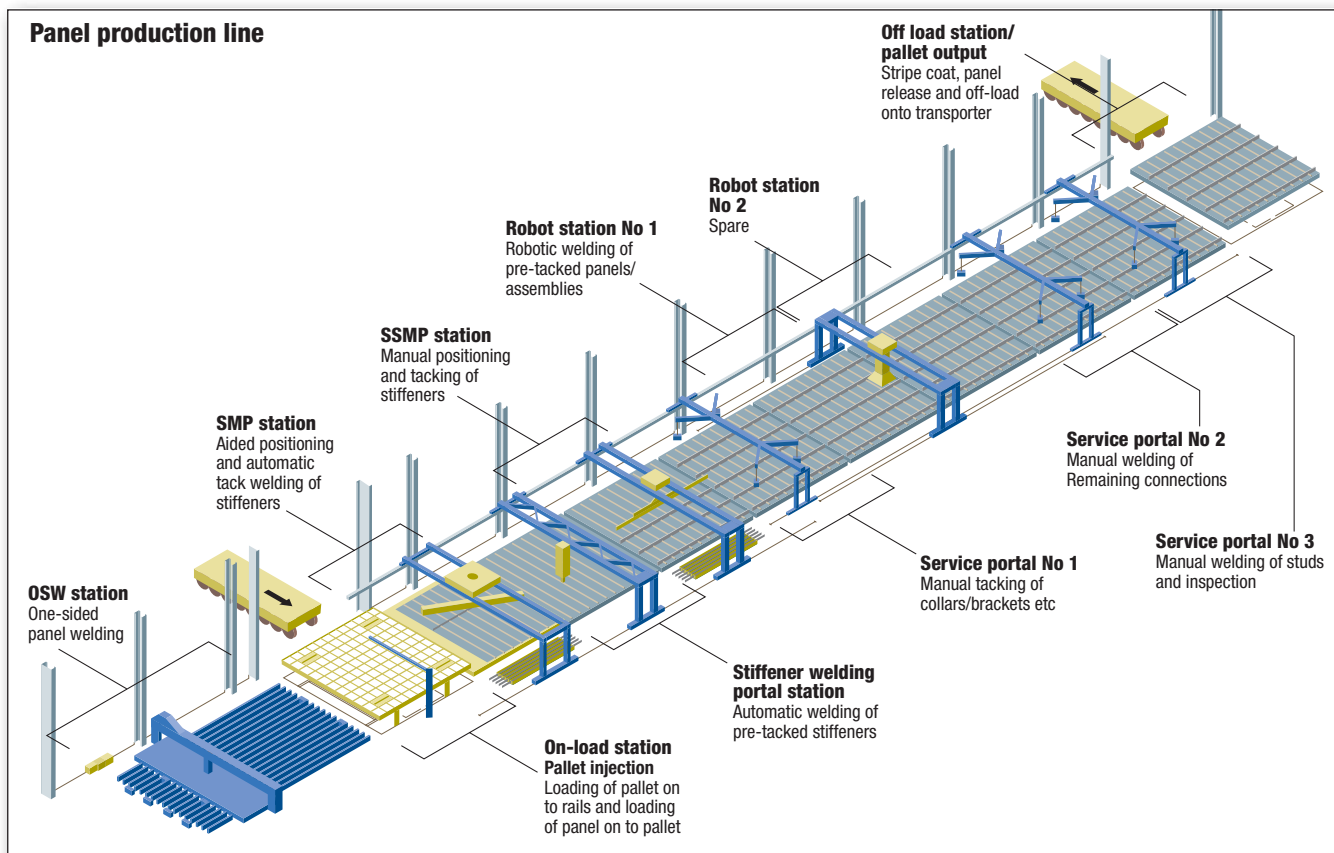 Panel production line
Off load station/
pallet output
Stripe coat, panel
release and off-load
onto transporter
Robot station
No 2
Spare
Robot station No 1
Robotic welding of
pre-tacked panels/
assemblies
SSMP station
Manual positioning
and tacking of
stiffeners
SMP station
Aided positioning
and automatic
tack welding of
stiffeners
OSW station
One-sided
panel welding
Service portal No 2
Manual welding of
Remaining connections
Service portal No 3
Manual welding of studs
and inspection
Service portal No 1
Manual tacking of
collars/brackets etc
Stiffener welding
portal station
Automatic welding of
pre-tacked stiffeners
On-load station
Pallet injection
Loading of pallet on
to rails and loading
of panel on to pallet